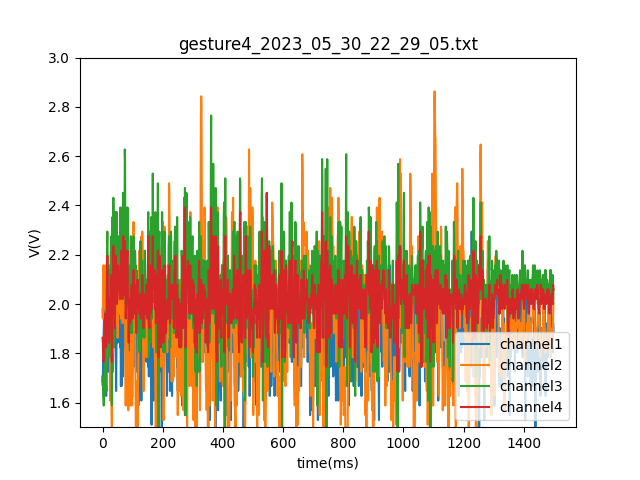 gesture4_2023_05_30_22_29_05.txt
3.0
2.8
2.6
2.4
2.2
2.0
1.8
1.6
V(V)
channel1
channel2
channel3
channel4
0 200 400 600 800 1000 1200 1400
time(ms)